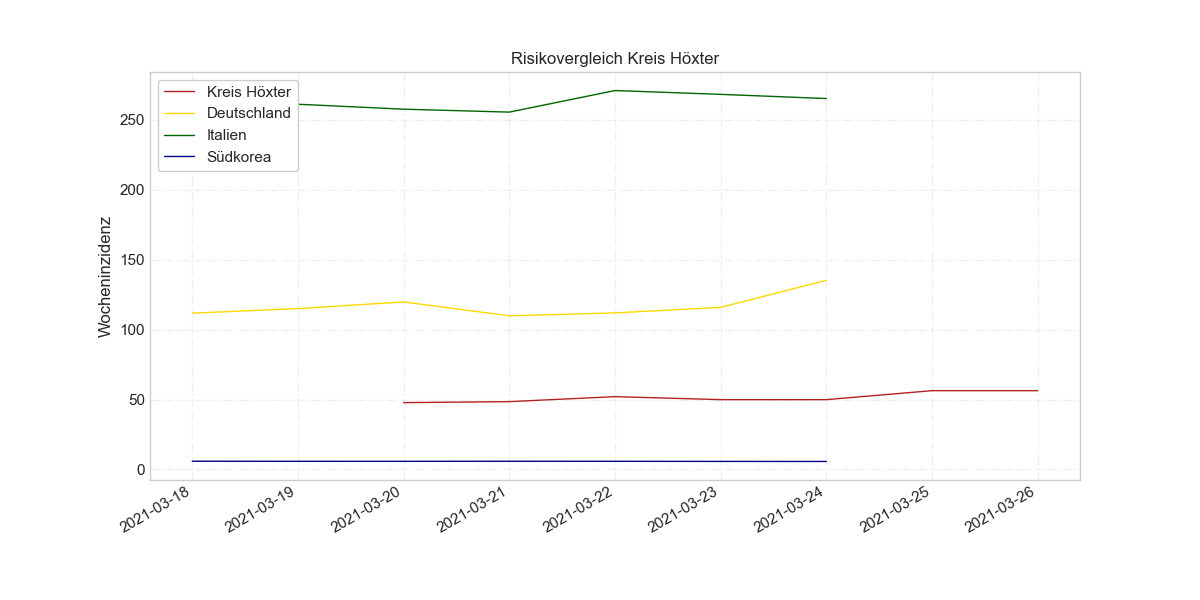 Risikovergleich Kreis Höxter
Kreis Höxter
Deutschland
Italien
Südkorea
Wocheninzidenz
250
200
150
100
50
0
2021-03-18
2021-03-19
2021-03-20
2021-03-21
2021-03-22
2021-03-23
2021-03-24
2021-03-25
2021-03-26